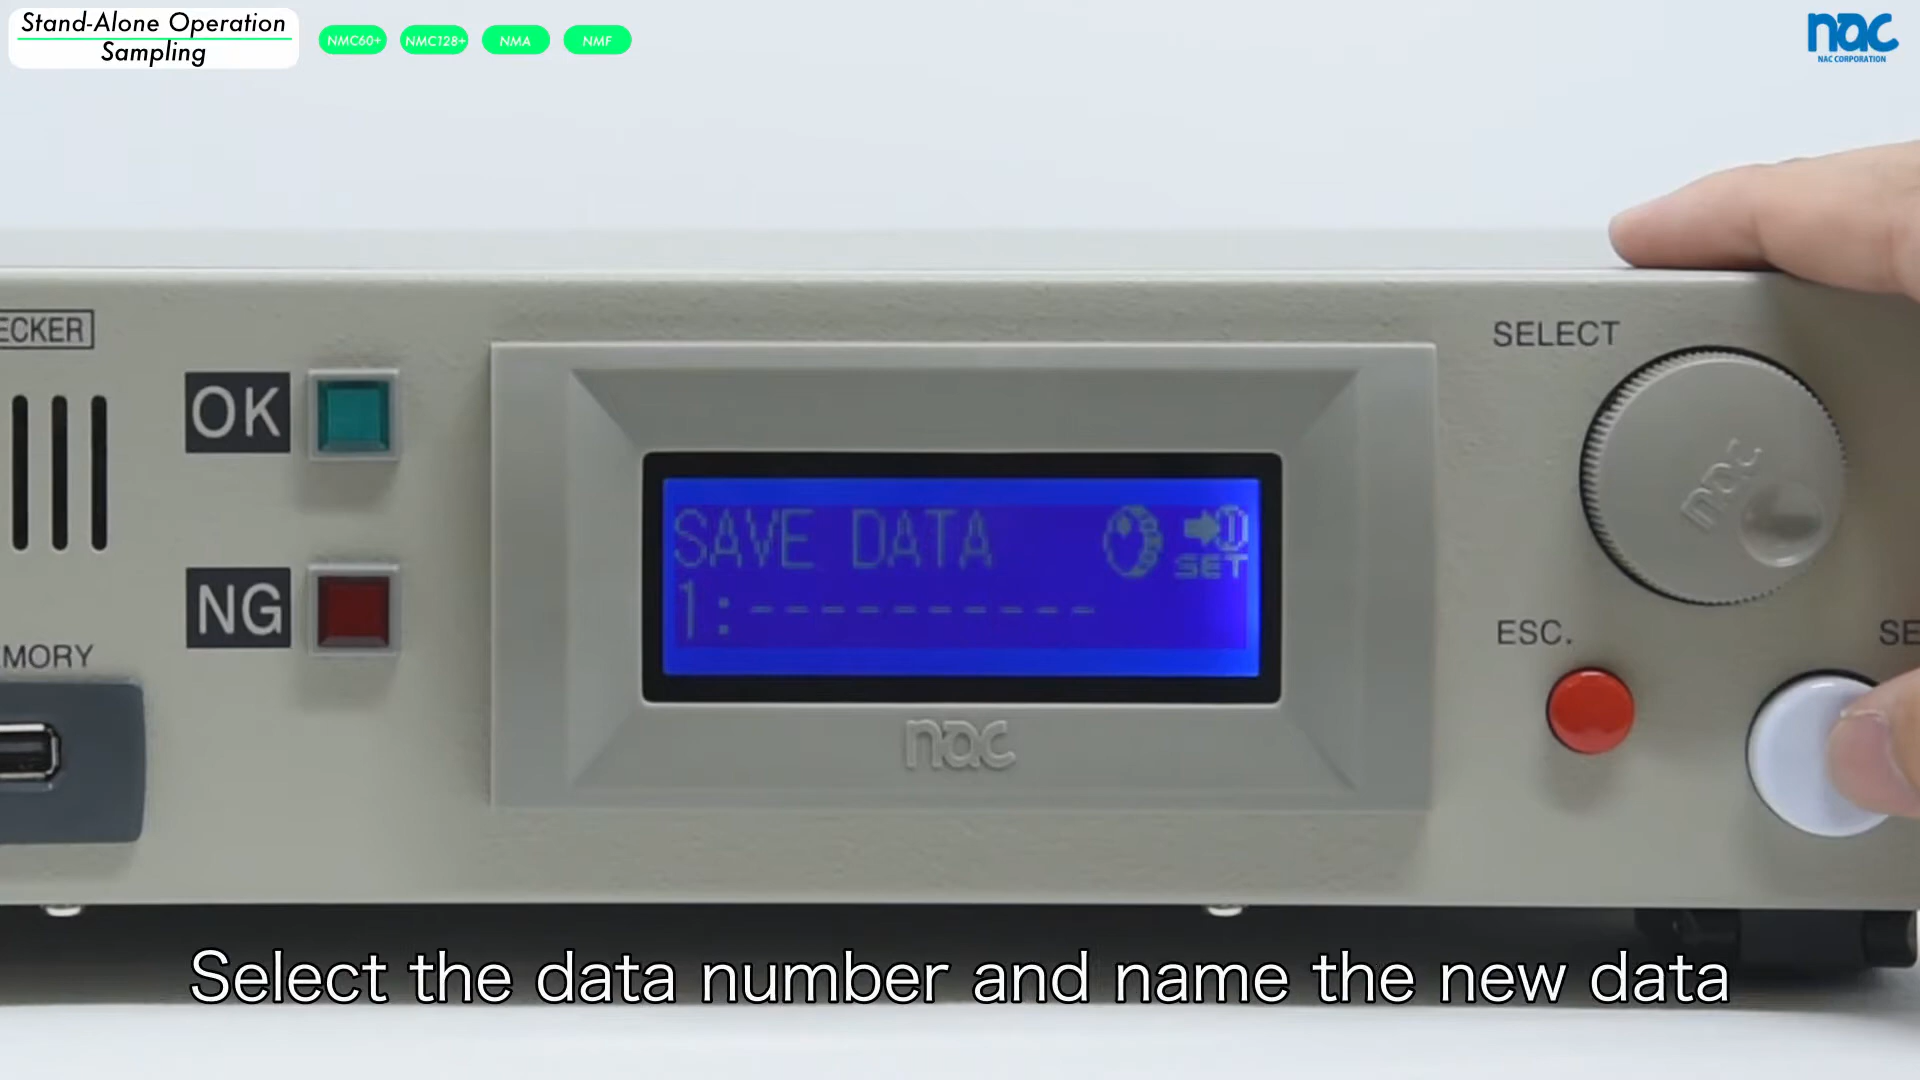 Stand-Alone Operation
Sampling
NMC60+
NMC128+
NMA
NMF
nac
NAC CORPORATION
ECKER
OK
NG
MORY
SAVE DATA
SET
1:----------
nac
SELECT
nac
ESC.
SE
Select the data number and name the new data